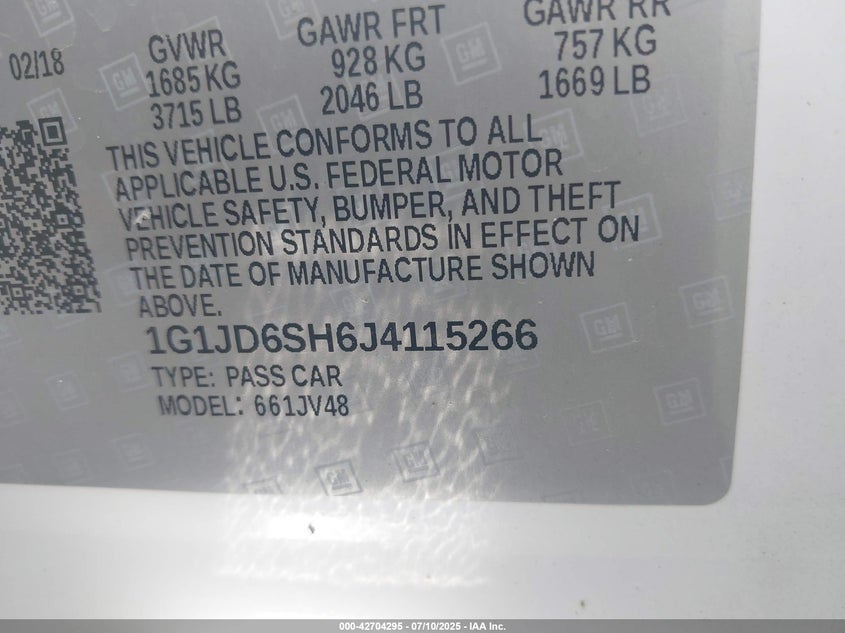 02/18
GVWR
1685 KG
3715 LB
GAWR FRT
928 KG
2046 LB
GAWR RR
757 KG
1669 LB
THIS VEHICLE CONFORMS TO ALL
APPLICABLE U.S. FEDERAL MOTOR
VEHICLE SAFETY, BUMPER, AND THEFT
PREVENTION STANDARDS IN EFFECT ON
THE DATE OF MANUFACTURE SHOWN
ABOVE.
1G1JD6SH6J4115266
TYPE: PASS CAR
MODEL: 661JV48
GM
000-42704295 - 07/10/2025 - IAA Inc.